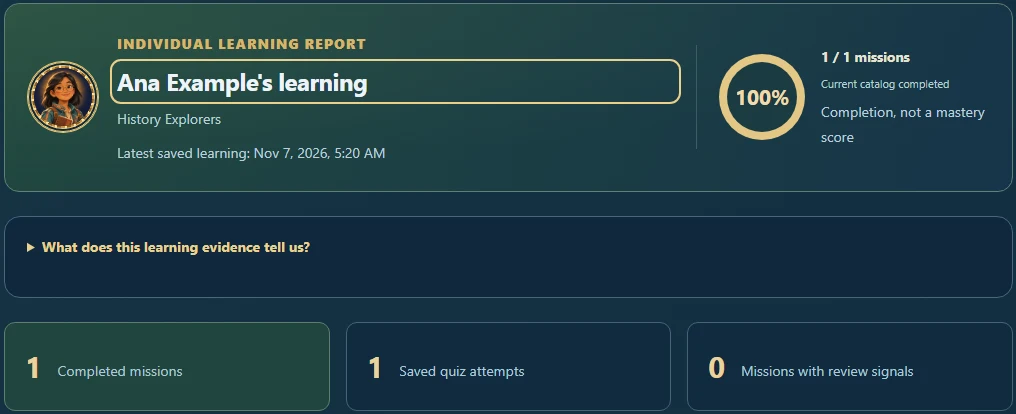 INDIVIDUAL LEARNING REPORT
Ana Example's learning
History Explorers
Latest saved learning: Nov 7, 2026, 5:20 AM
100%
1 / 1 missions
Current catalog completed
Completion, not a mastery
score
What does this learning evidence tell us?
1 Completed missions
1 Saved quiz attempts
0 Missions with review signals